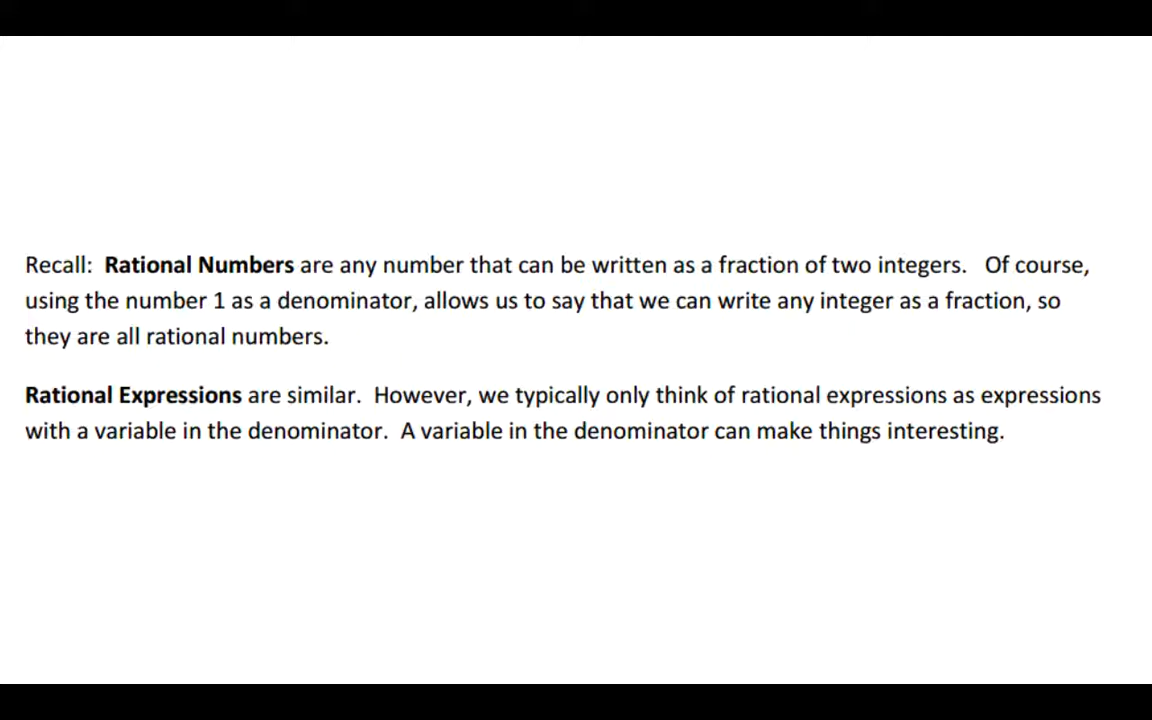 Recall: Rational Numbers are any number that can be written as a fraction of two integers. Of course,
using the number 1 as a denominator, allows us to say that we can write any integer as a fraction, so
they are all rational numbers.
Rational Expressions are similar. However, we typically only think of rational expressions as expressions
with a variable in the denominator. A variable in the denominator can make things interesting.